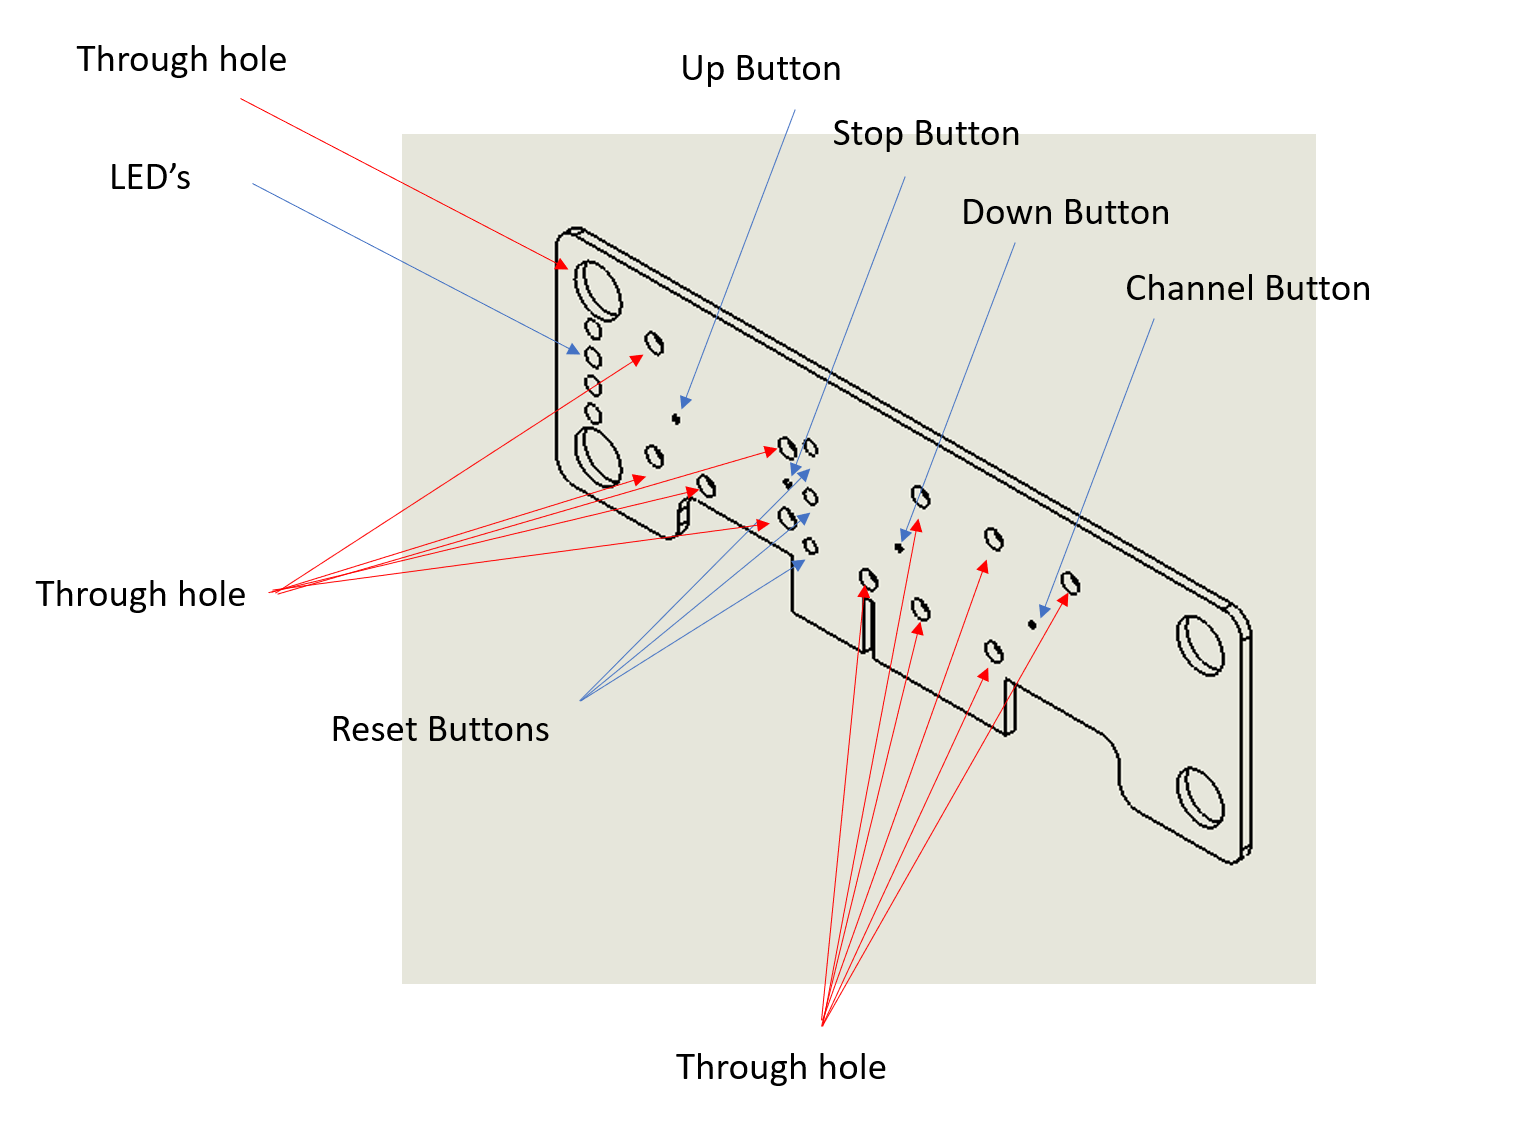 Through hole
Up Button
Stop Button
LED’s
Down Button
Channel Button
Through hole
Reset Buttons
Through hole